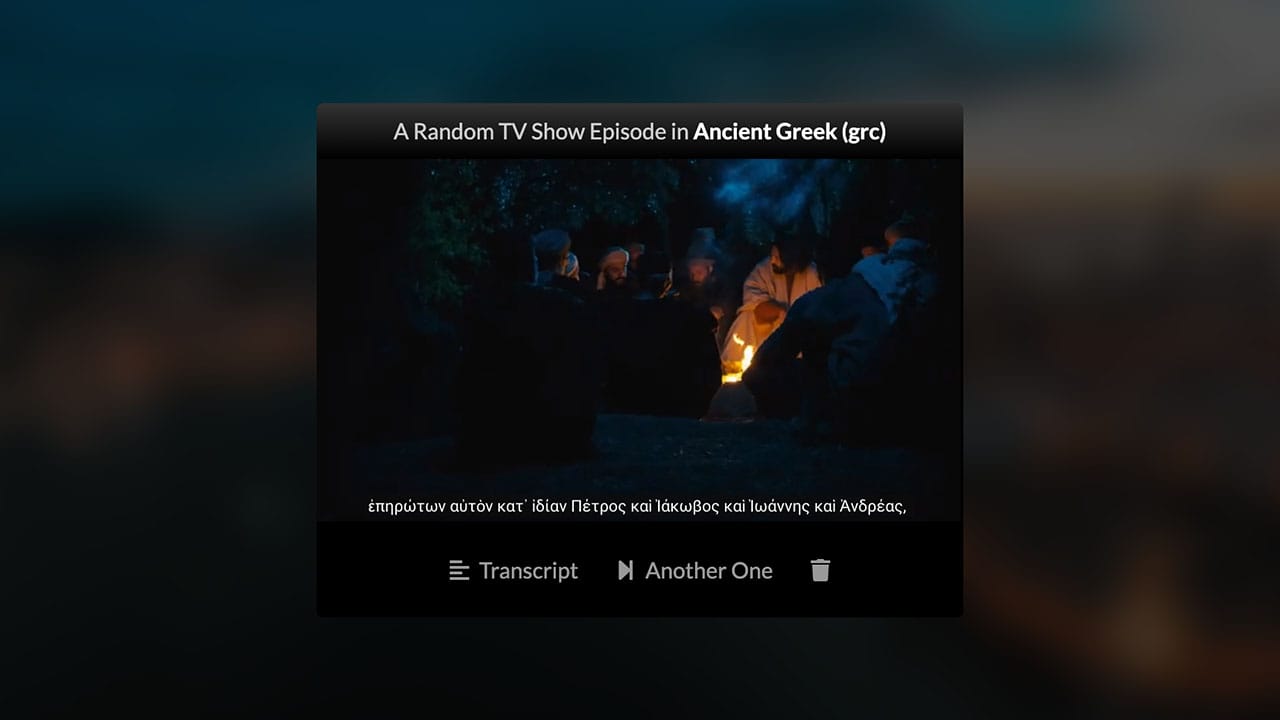 A Random TV Show Episode in Ancient Greek (grc)
ἐπηρώτων αὐτὸν κατ᾽ ἰδίαν Πέτρος καὶ Ἰάκωβος καὶ Ἰωάννης καὶ Ἀνδρέας,
Transcript
Another One